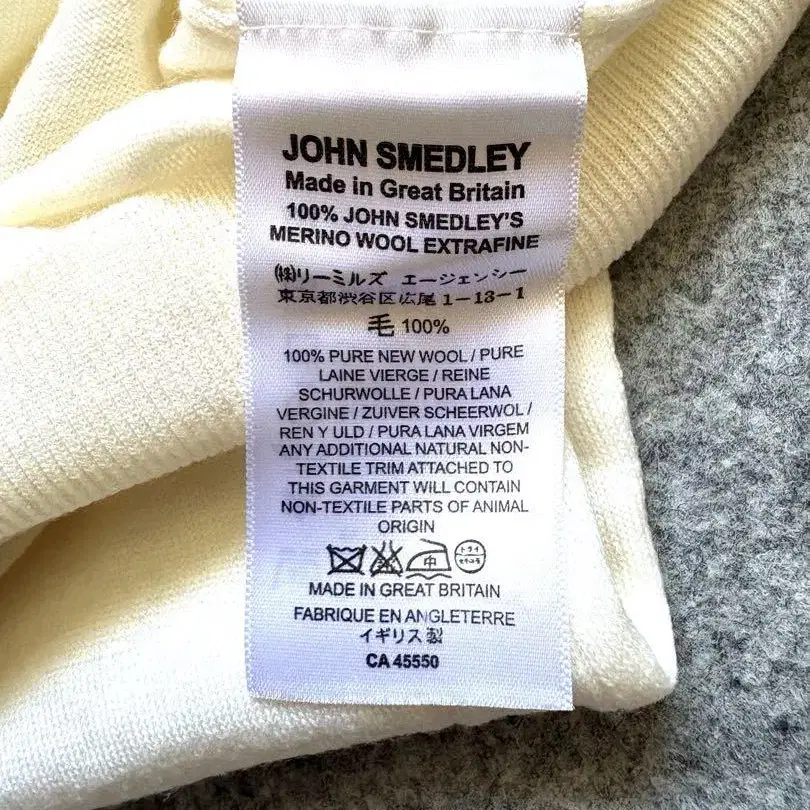 JOHN SMEDLEY
Made in Great Britain
100% JOHN SMEDLEY'S
MERINO WOOL EXTRAFINE
㈱リーミルズ エージェンシー
東京都渋谷区広尾1-13-1
毛 100%
100% PURE NEW WOOL / PURE
LAINE VIERGE / REINE
SCHURWOLLE / PURA LANA
VERGINE / ZUIVER SCHEERWOL /
REN Y ULD / PURA LANA VIRGEM
ANY ADDITIONAL NATURAL NON-
TEXTILE TRIM ATTACHED TO
THIS GARMENT WILL CONTAIN
NON-TEXTILE PARTS OF ANIMAL
ORIGIN
中 ドライ
MADE IN GREAT BRITAIN
FABRIQUE EN ANGLETERRE
イギリス製
CA 45550